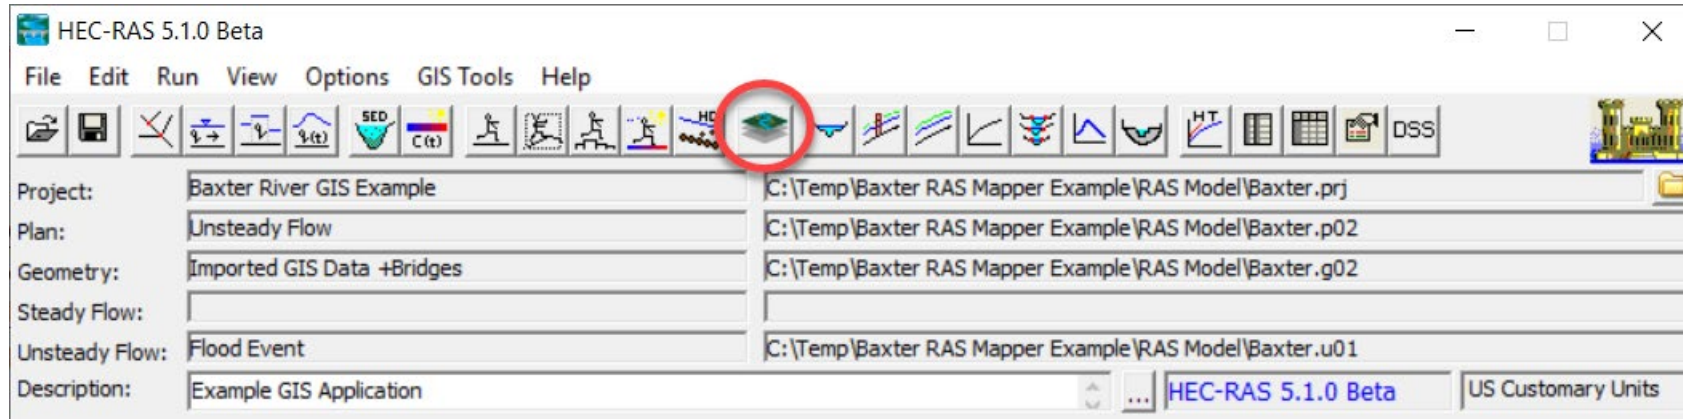 HEC-RAS 5.1.0 Beta
File Edit Run View Options GIS Tools Help
SED C(t) HD HT DSS
Project: Baxter River GIS Example C:\Temp\Baxter RAS Mapper Example\RAS Model\Baxter.prj
Plan: Unsteady Flow C:\Temp\Baxter RAS Mapper Example\RAS Model\Baxter.p02
Geometry: Imported GIS Data +Bridges C:\Temp\Baxter RAS Mapper Example\RAS Model\Baxter.g02
Steady Flow:
Unsteady Flow: Flood Event C:\Temp\Baxter RAS Mapper Example\RAS Model\Baxter.u01
Description: Example GIS Application ... HEC-RAS 5.1.0 Beta US Customary Units